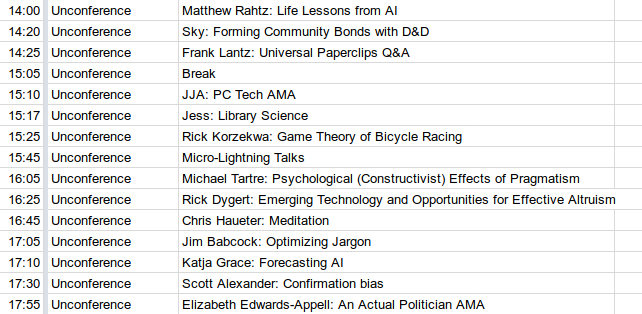 14:00 Unconference Matthew Rahtz: Life Lessons from AI
14:20 Unconference Sky: Forming Community Bonds with D&D
14:25 Unconference Frank Lantz: Universal Paperclips Q&A
15:05 Unconference Break
15:10 Unconference JJA: PC Tech AMA
15:17 Unconference Jess: Library Science
15:25 Unconference Rick Korzekwa: Game Theory of Bicycle Racing
15:45 Unconference Micro-Lightning Talks
16:05 Unconference Michael Tartre: Psychological (Constructivist) Effects of Pragmatism
16:25 Unconference Rick Dygert: Emerging Technology and Opportunities for Effective Altruism
16:45 Unconference Chris Haueter: Meditation
17:05 Unconference Jim Babcock: Optimizing Jargon
17:10 Unconference Katja Grace: Forecasting AI
17:30 Unconference Scott Alexander: Confirmation bias
17:55 Unconference Elizabeth Edwards-Appell: An Actual Politician AMA